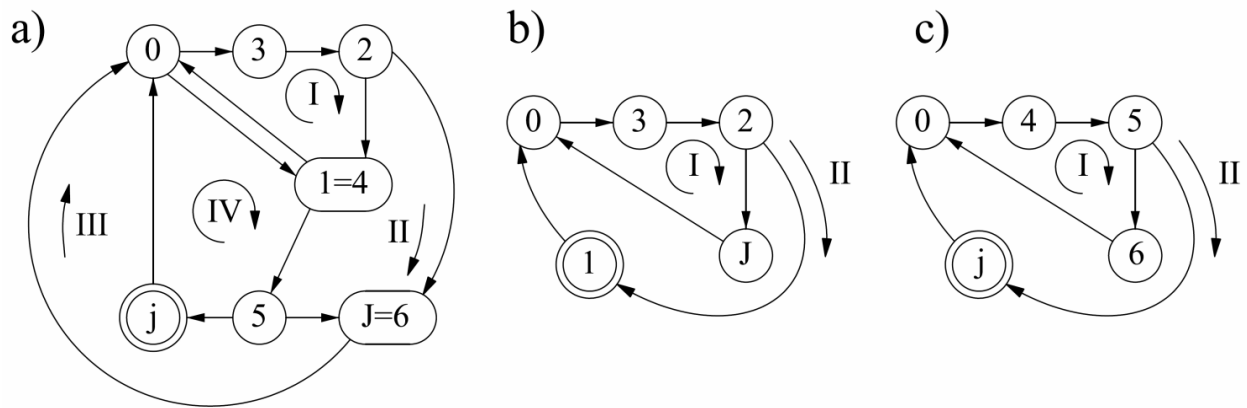 a)
0 3 2
I
1=4
III IV II
j 5 J=6
b)
0 3 2
I II
1 J
c)
0 4 5
I II
j 6